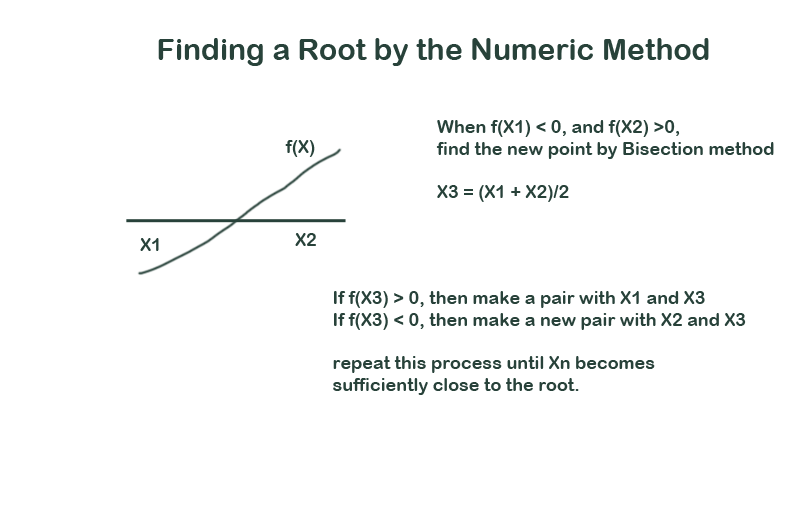 Finding a Root by the Numeric Method
When f(X1) < 0, and f(X2) >0,
find the new point by Bisection method
X3 = (X1 + X2)/2
f(X)
X1
X2
If f(X3) > 0, then make a pair with X1 and X3
If f(X3) < 0, then make a new pair with X2 and X3
repeat this process until Xn becomes
sufficiently close to the root.